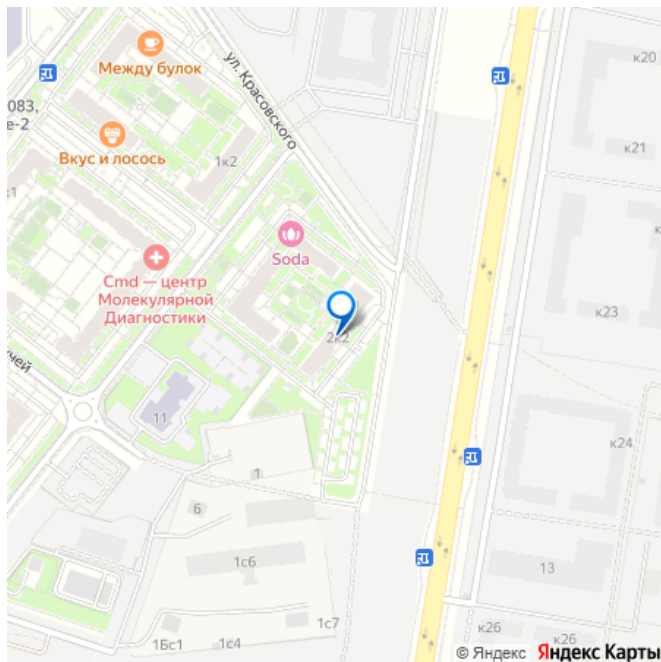 к20
Между булок
ул. Красовского
083,
е-2
к21
Вкус и лосось
1к2
к1
Soda
Cmd — центр
Молекулярной
Диагностики
к23
2к2
чей
11
к24
1
6
1с6
13
1с7
к26
к26
1Бс1
1с4
© Яндекс Яндекс Карты